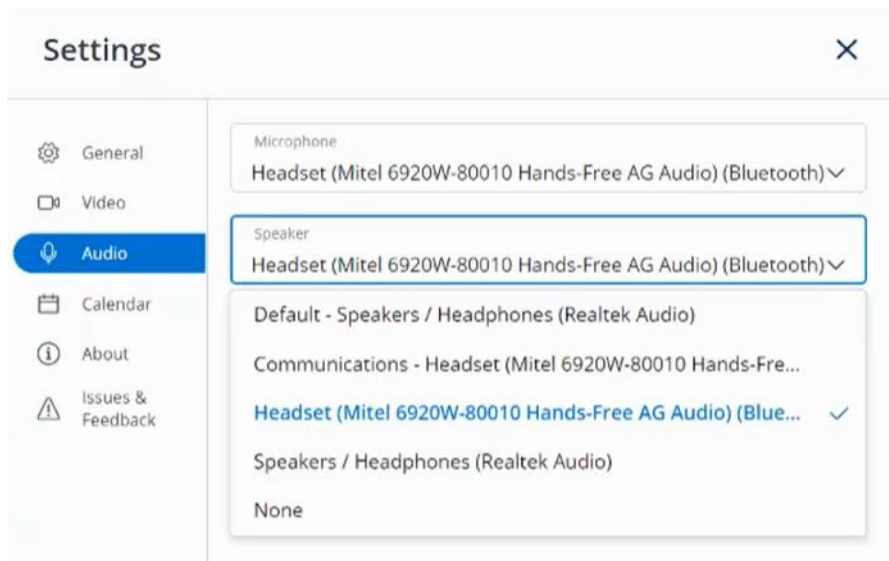 Settings
General
Video
Audio
Calendar
About
Issues &
Feedback
Microphone
Headset (Mitel 6920W-80010 Hands-Free AG Audio) (Bluetooth)
Speaker
Headset (Mitel 6920W-80010 Hands-Free AG Audio) (Bluetooth)
Default - Speakers / Headphones (Realtek Audio)
Communications - Headset (Mitel 6920W-80010 Hands-Fre...
Headset (Mitel 6920W-80010 Hands-Free AG Audio) (Blue...
Speakers / Headphones (Realtek Audio)
None